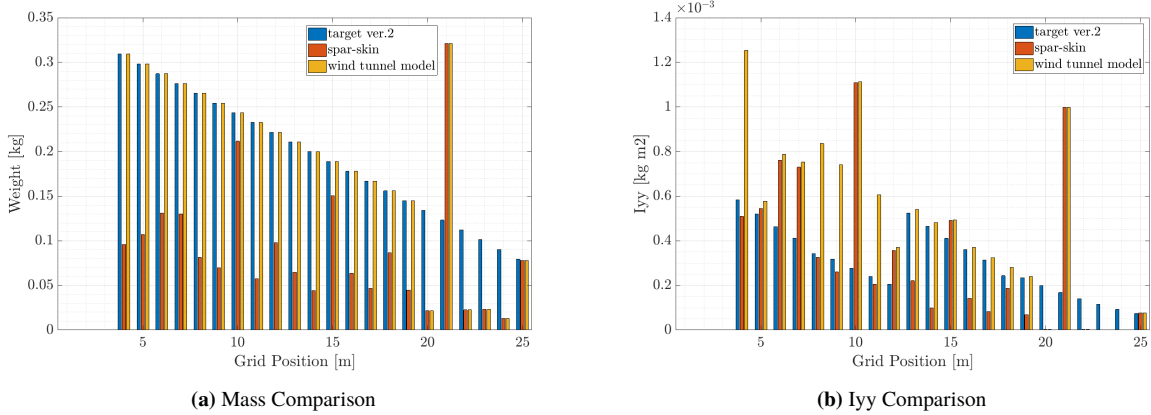 0.35
0.3
0.25
0.2
0.15
0.1
0.05
0
Weight [kg]
target ver.2
spar-skin
wind tunnel model
5 10 15 20 25
Grid Position [m]
(a) Mass Comparison
×10⁻³
1.4
1.2
1
0.8
0.6
0.4
0.2
0
Iyy [kg m2]
target ver.2
spar-skin
wind tunnel model
5 10 15 20 25
Grid Position [m]
(b) Iyy Comparison